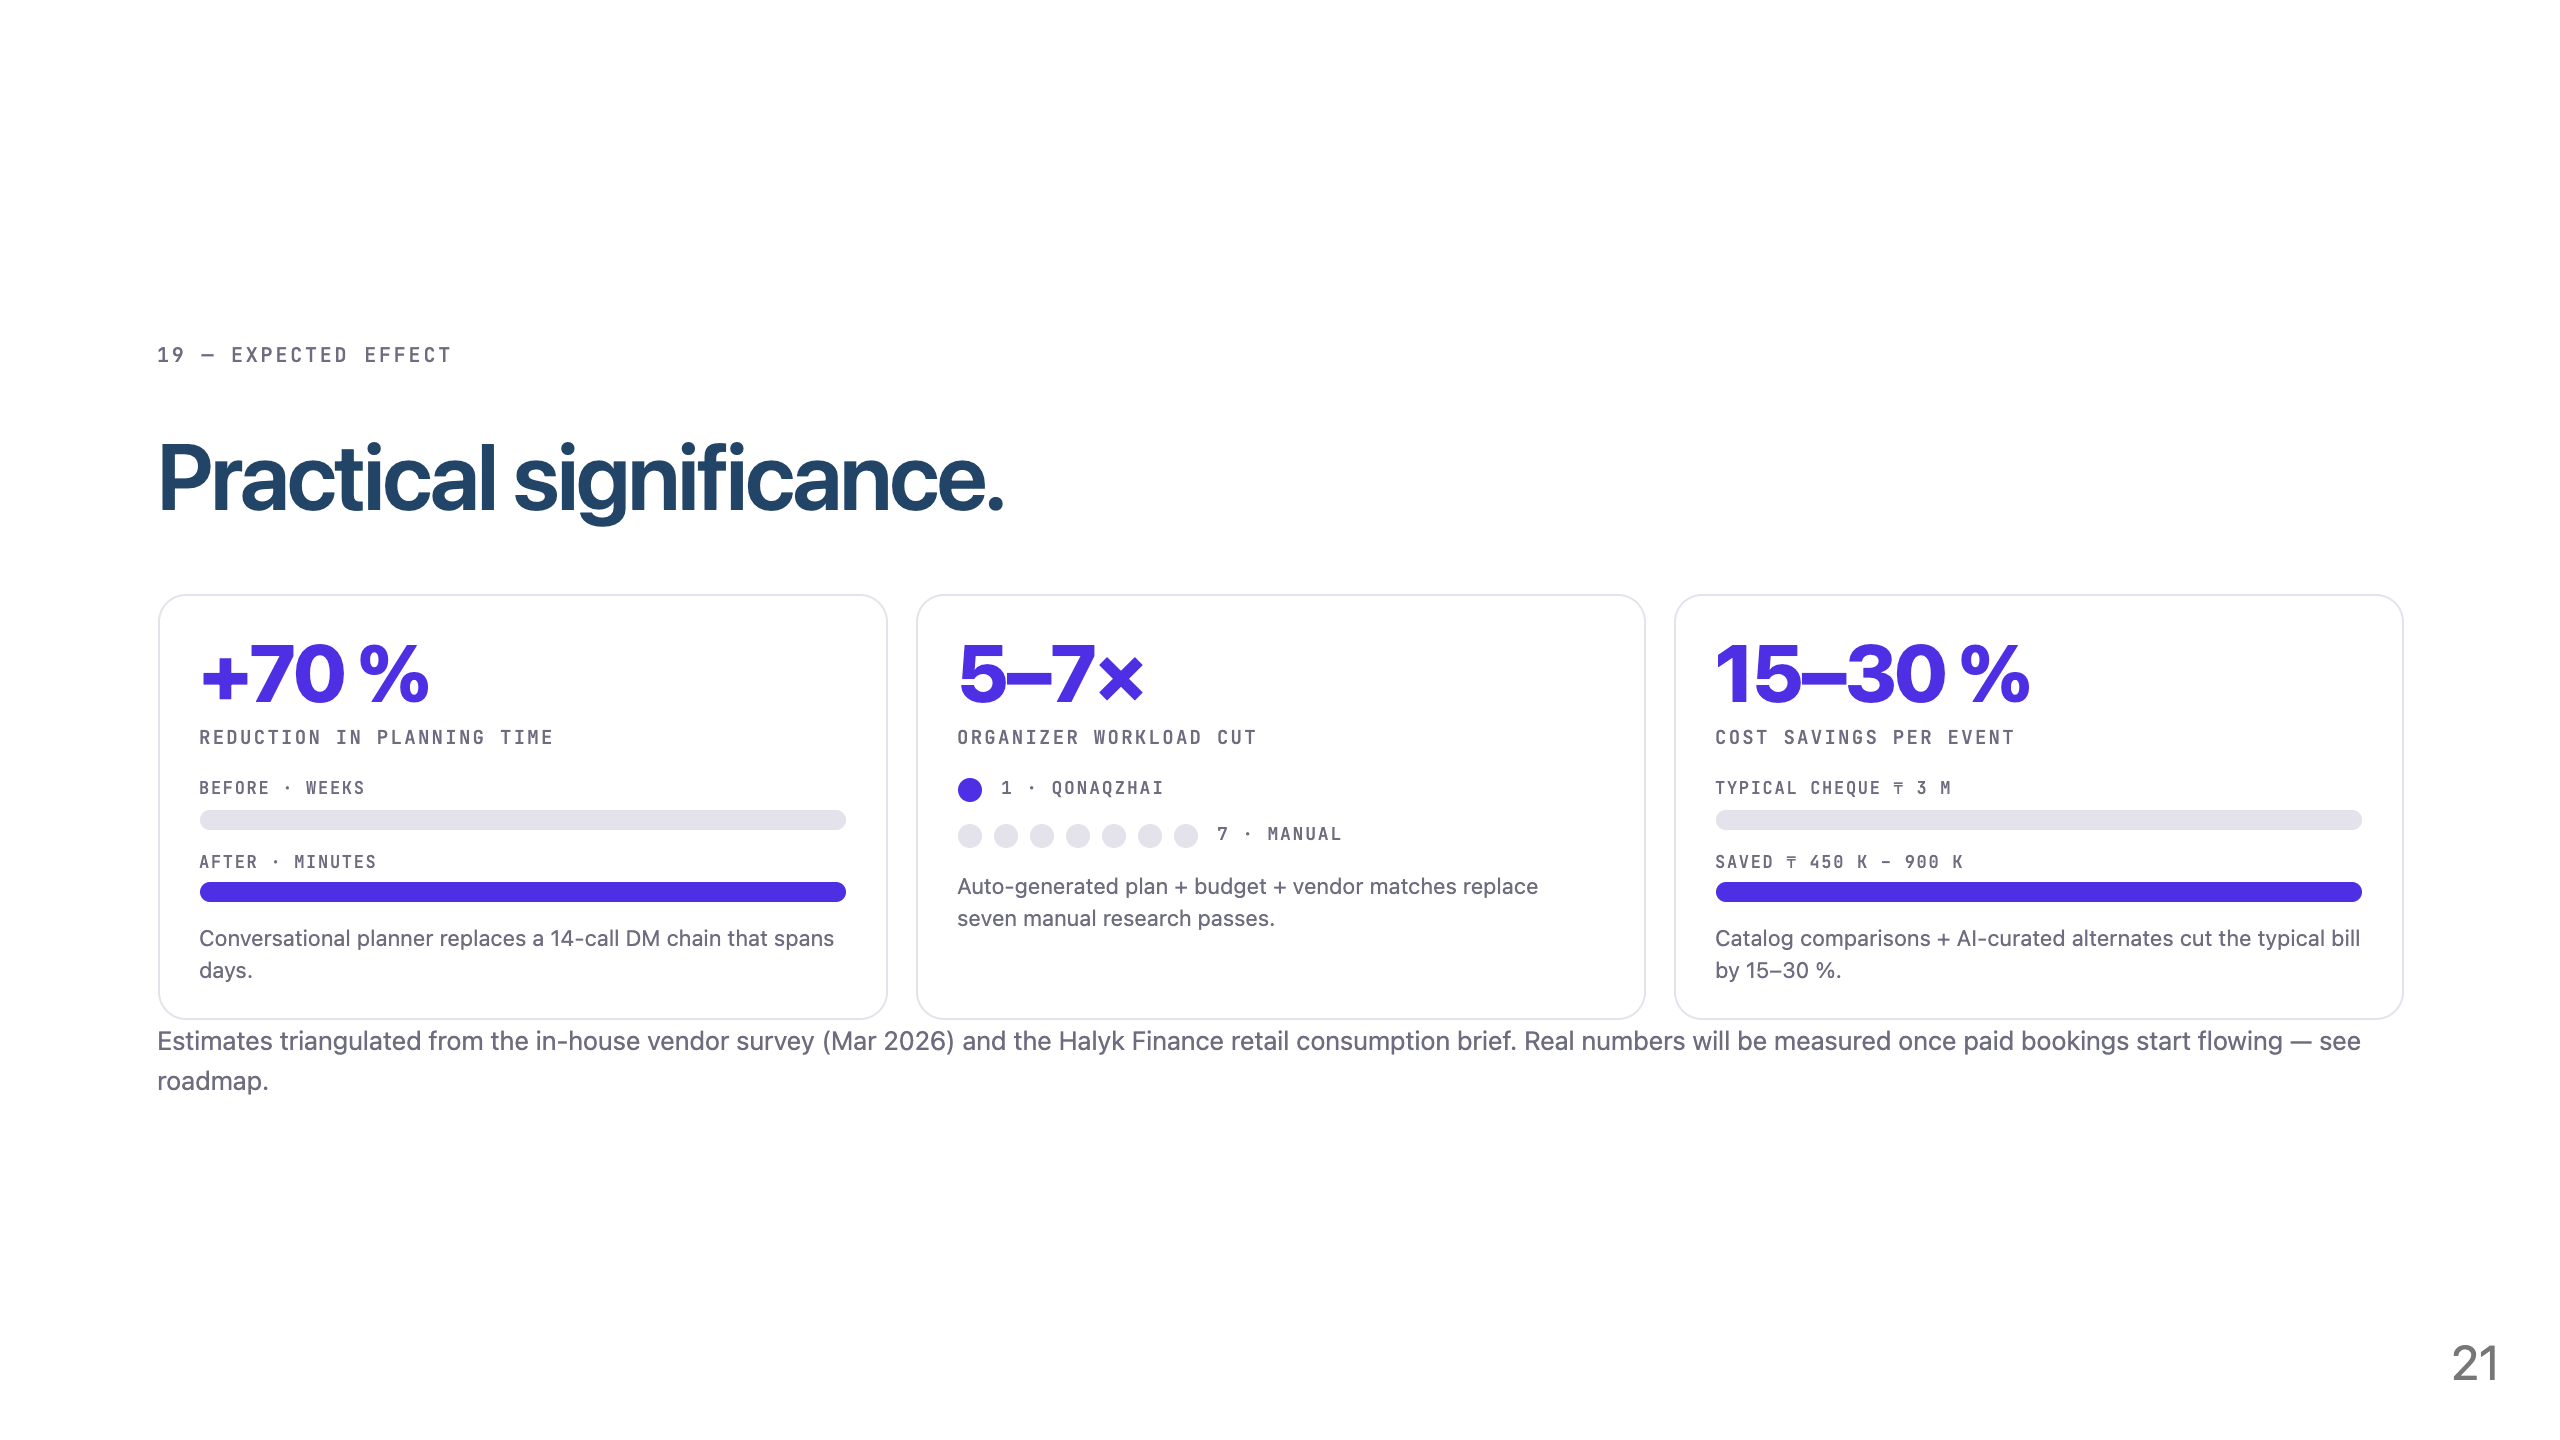 19 — EXPECTED EFFECT
Practical significance.
+70 %
REDUCTION IN PLANNING TIME
BEFORE · WEEKS
AFTER · MINUTES
Conversational planner replaces a 14-call DM chain that spans
days.
5–7×
ORGANIZER WORKLOAD CUT
1 · QONAQZHAI
7 · MANUAL
Auto-generated plan + budget + vendor matches replace
seven manual research passes.
15–30 %
COST SAVINGS PER EVENT
TYPICAL CHEQUE ₸ 3 M
SAVED ₸ 450 K – 900 K
Catalog comparisons + AI-curated alternates cut the typical bill
by 15–30 %.
Estimates triangulated from the in-house vendor survey (Mar 2026) and the Halyk Finance retail consumption brief. Real numbers will be measured once paid bookings start flowing — see
roadmap.
21